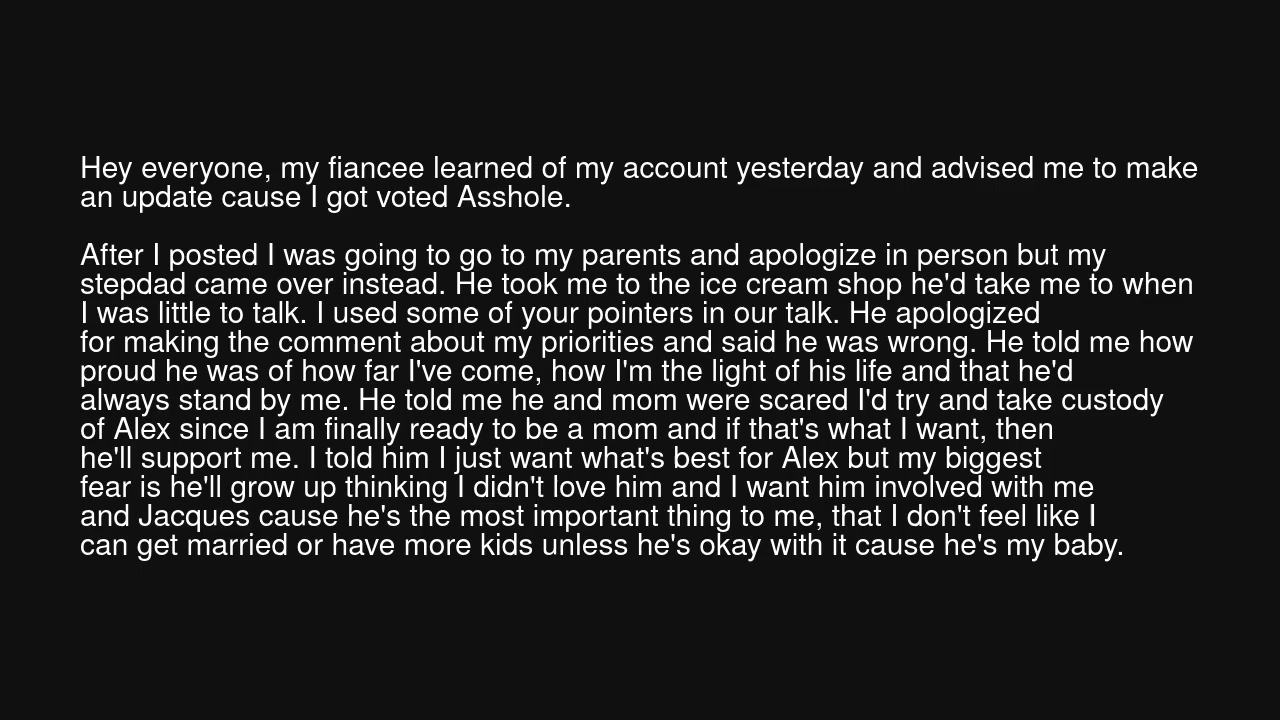 Hey everyone, my fiancee learned of my account yesterday and advised me to make
an update cause I got voted Asshole.
After I posted I was going to go to my parents and apologize in person but my
stepdad came over instead. He took me to the ice cream shop he'd take me to when
I was little to talk. I used some of your pointers in our talk. He apologized
for making the comment about my priorities and said he was wrong. He told me how
proud he was of how far I've come, how I'm the light of his life and that he'd
always stand by me. He told me he and mom were scared I'd try and take custody
of Alex since I am finally ready to be a mom and if that's what I want, then
he'll support me. I told him I just want what's best for Alex but my biggest
fear is he'll grow up thinking I didn't love him and I want him involved with me
and Jacques cause he's the most important thing to me, that I don't feel like I
can get married or have more kids unless he's okay with it cause he's my baby.